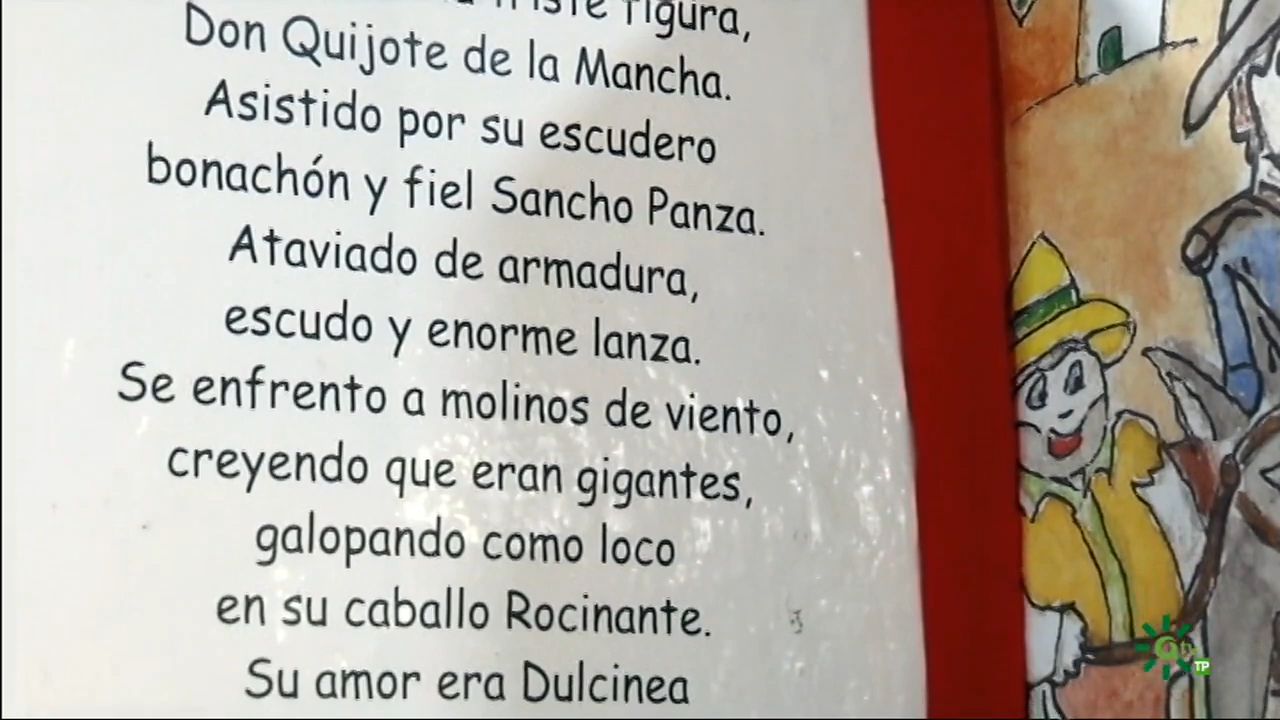 figura,
Don Quijote de la Mancha.
Asistido por su escudero
bonachón y fiel Sancho Panza.
Ataviado de armadura,
escudo y enorme lanza.
Se enfrento a molinos de viento,
creyendo que eran gigantes,
galopando como loco
en su caballo Rocinante.
Su amor era Dulcinea
TP